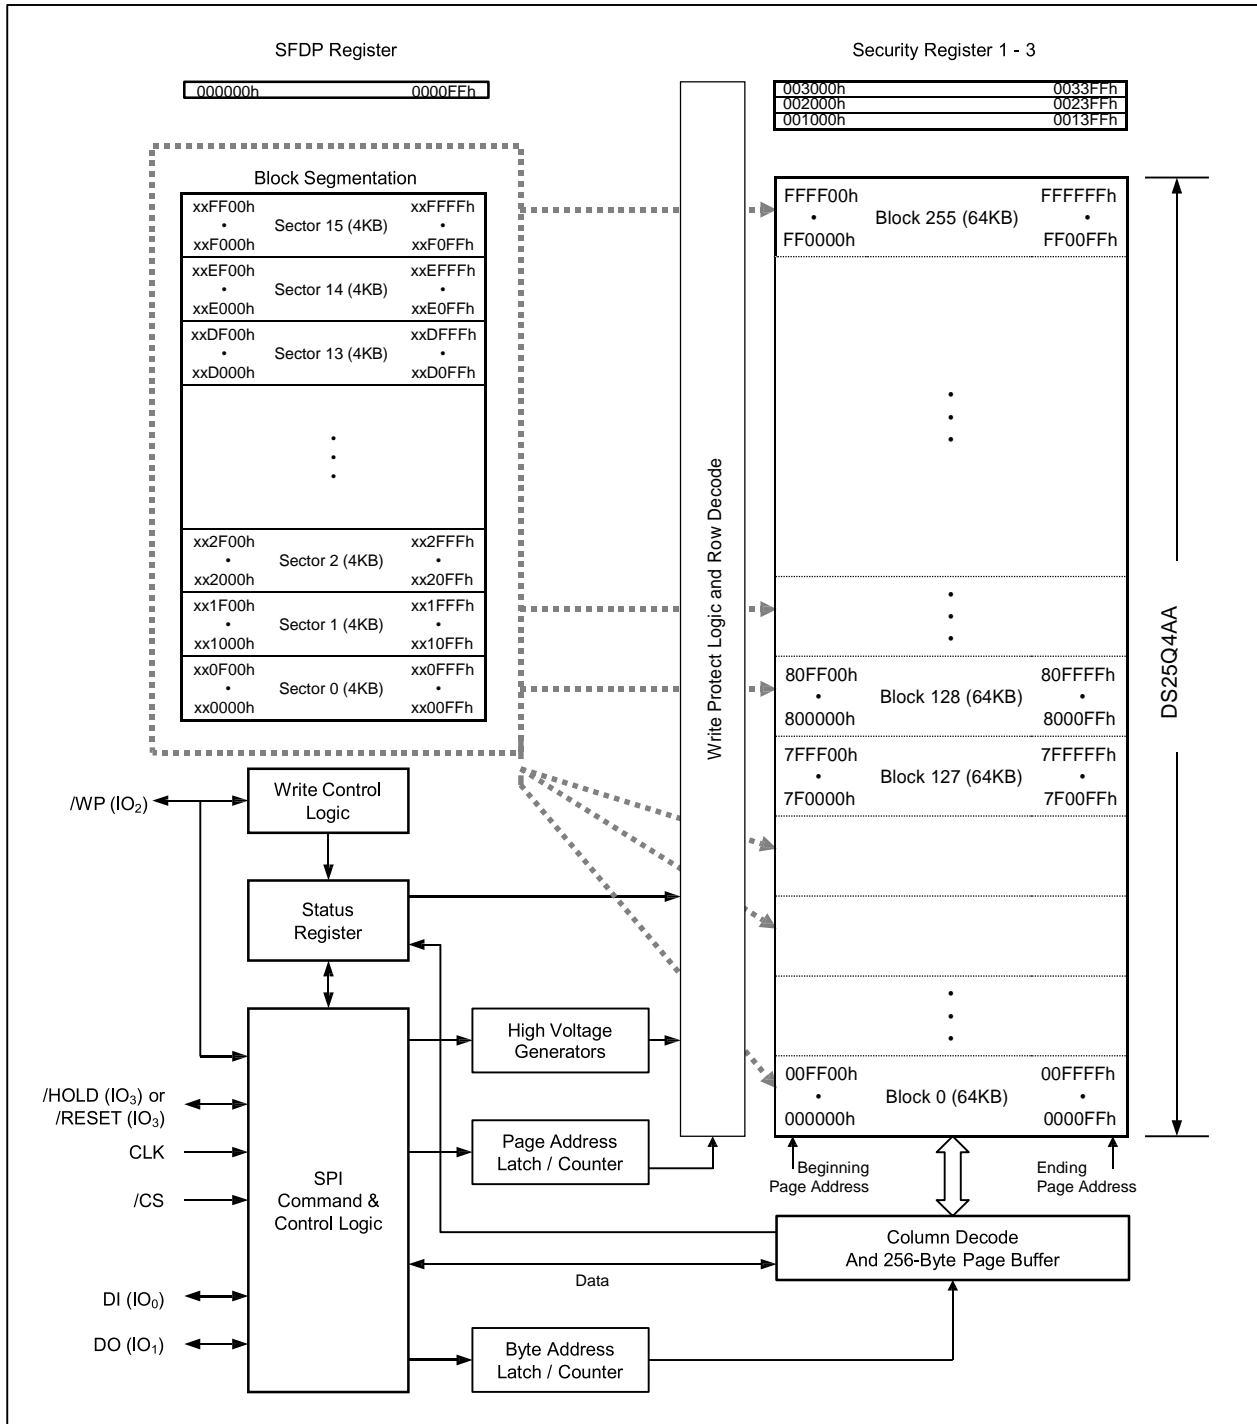 SFDP Register
000000h 0000FFh
Security Register 1 - 3
003000h 0033FFh
002000h 0023FFh
001000h 0013FFh
Block Segmentation
xxFF00h xxFFFFh
• Sector 15 (4KB) •
xxF000h xxF0FFh
xxEF00h xxEFFFh
• Sector 14 (4KB) •
xxE000h xxE0FFh
xxDF00h xxDFFFh
• Sector 13 (4KB) •
xxD000h xxD0FFh
•
•
•
xx2F00h xx2FFFh
• Sector 2 (4KB) •
xx2000h xx20FFh
xx1F00h xx1FFFh
• Sector 1 (4KB) •
xx1000h xx10FFh
xx0F00h xx0FFFh
• Sector 0 (4KB) •
xx0000h xx00FFh
Write Protect Logic and Row Decode
FFFF00h FFFFFFh
• Block 255 (64KB) •
FF0000h FF00FFh
•
•
•
•
•
•
80FF00h 80FFFFh
• Block 128 (64KB) •
800000h 8000FFh
7FFF00h 7FFFFFh
• Block 127 (64KB) •
7F0000h 7F00FFh
•
•
•
00FF00h 00FFFFh
• Block 0 (64KB) •
000000h 0000FFh
DS25Q4AA
Beginning
Page Address
Ending
Page Address
/WP (IO₂)
Write Control
Logic
Status
Register
High Voltage
Generators
/HOLD (IO₃) or
/RESET (IO₃)
CLK
/CS
SPI
Command &
Control Logic
Page Address
Latch / Counter
Column Decode
And 256-Byte Page Buffer
Data
DI (IO₀)
DO (IO₁)
Byte Address
Latch / Counter